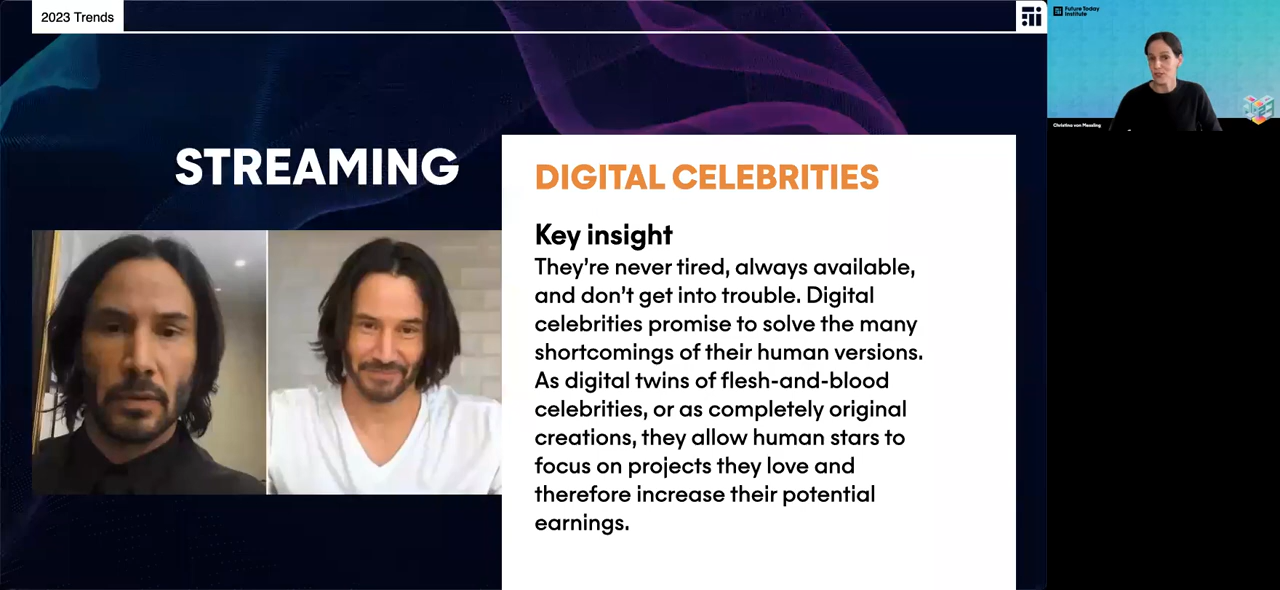 2023 Trends
Future Today
Institute
Christina von Messling
STREAMING
DIGITAL CELEBRITIES
Key insight
They’re never tired, always available,
and don’t get into trouble. Digital
celebrities promise to solve the many
shortcomings of their human versions.
As digital twins of flesh-and-blood
celebrities, or as completely original
creations, they allow human stars to
focus on projects they love and
therefore increase their potential
earnings.